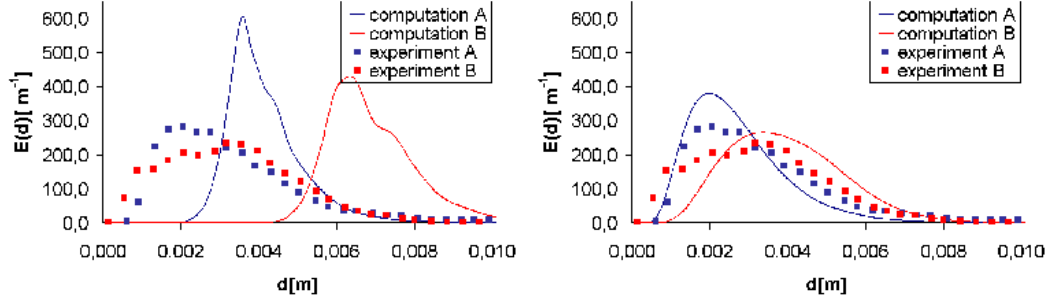 E(d)[ m⁻¹]
600,0
500,0
400,0
300,0
200,0
100,0
0,0
computation A
computation B
experiment A
experiment B
0,000
0.002
0.004
0,006
0,008
0,010
d[m]
E(d)[ m⁻¹]
600,0
500,0
400,0
300,0
200,0
100,0
0,0
computation A
computation B
experiment A
experiment B
0,000
0.002
0.004
0,006
0,008
0,010
d[m]